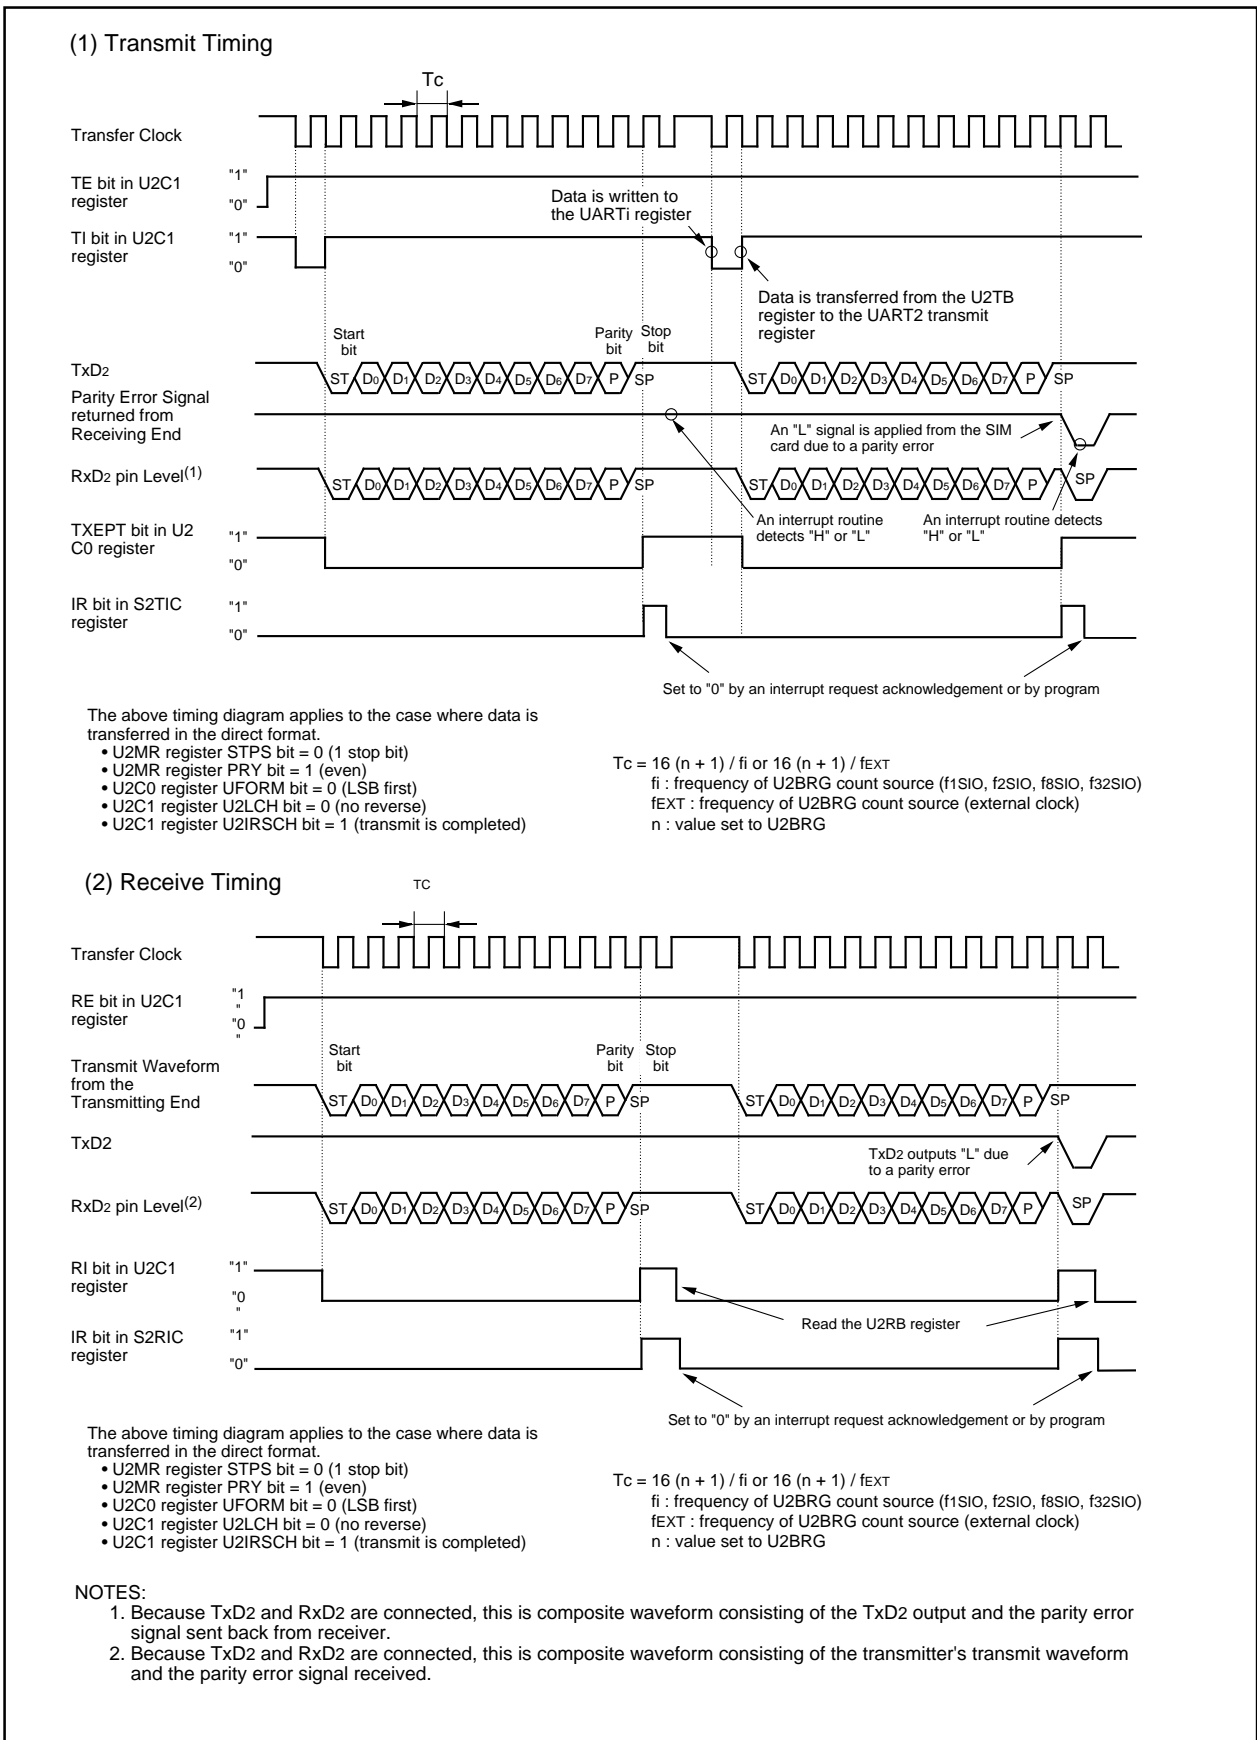 (1) Transmit Timing
Tc
Transfer Clock
TE bit in U2C1
register
"1"
"0"
Data is written to
the UARTi register
TI bit in U2C1
register
"1"
"0"
Data is transferred from the U2TB
register to the UART2 transmit
register
Start
bit
Parity
bit
Stop
bit
TxD2
ST D0 D1 D2 D3 D4 D5 D6 D7 P SP ST D0 D1 D2 D3 D4 D5 D6 D7 P SP
Parity Error Signal
returned from
Receiving End
An "L" signal is applied from the SIM
card due to a parity error
RxD2 pin Level(1)
ST D0 D1 D2 D3 D4 D5 D6 D7 P SP ST D0 D1 D2 D3 D4 D5 D6 D7 P SP
An interrupt routine
detects "H" or "L"
An interrupt routine detects
"H" or "L"
TXEPT bit in U2
C0 register
"1"
"0"
IR bit in S2TIC
register
"1"
"0"
Set to "0" by an interrupt request acknowledgement or by program
The above timing diagram applies to the case where data is
transferred in the direct format.
• U2MR register STPS bit = 0 (1 stop bit)
• U2MR register PRY bit = 1 (even)
• U2C0 register UFORM bit = 0 (LSB first)
• U2C1 register U2LCH bit = 0 (no reverse)
• U2C1 register U2IRSCH bit = 1 (transmit is completed)
Tc = 16 (n + 1) / fi or 16 (n + 1) / fEXT
fi : frequency of U2BRG count source (f1SIO, f2SIO, f8SIO, f32SIO)
fEXT : frequency of U2BRG count source (external clock)
n : value set to U2BRG
(2) Receive Timing
TC
Transfer Clock
RE bit in U2C1
register
"1
"
"0
"
Start
bit
Parity
bit
Stop
bit
Transmit Waveform
from the
Transmitting End
ST D0 D1 D2 D3 D4 D5 D6 D7 P SP ST D0 D1 D2 D3 D4 D5 D6 D7 P SP
TxD2
TxD2 outputs "L" due
to a parity error
RxD2 pin Level(2)
ST D0 D1 D2 D3 D4 D5 D6 D7 P SP ST D0 D1 D2 D3 D4 D5 D6 D7 P SP
RI bit in U2C1
register
"1"
"0
"
Read the U2RB register
IR bit in S2RIC
register
"1"
"0"
Set to "0" by an interrupt request acknowledgement or by program
The above timing diagram applies to the case where data is
transferred in the direct format.
• U2MR register STPS bit = 0 (1 stop bit)
• U2MR register PRY bit = 1 (even)
• U2C0 register UFORM bit = 0 (LSB first)
• U2C1 register U2LCH bit = 0 (no reverse)
• U2C1 register U2IRSCH bit = 1 (transmit is completed)
Tc = 16 (n + 1) / fi or 16 (n + 1) / fEXT
fi : frequency of U2BRG count source (f1SIO, f2SIO, f8SIO, f32SIO)
fEXT : frequency of U2BRG count source (external clock)
n : value set to U2BRG
NOTES:
1. Because TxD2 and RxD2 are connected, this is composite waveform consisting of the TxD2 output and the parity error
signal sent back from receiver.
2. Because TxD2 and RxD2 are connected, this is composite waveform consisting of the transmitter's transmit waveform
and the parity error signal received.